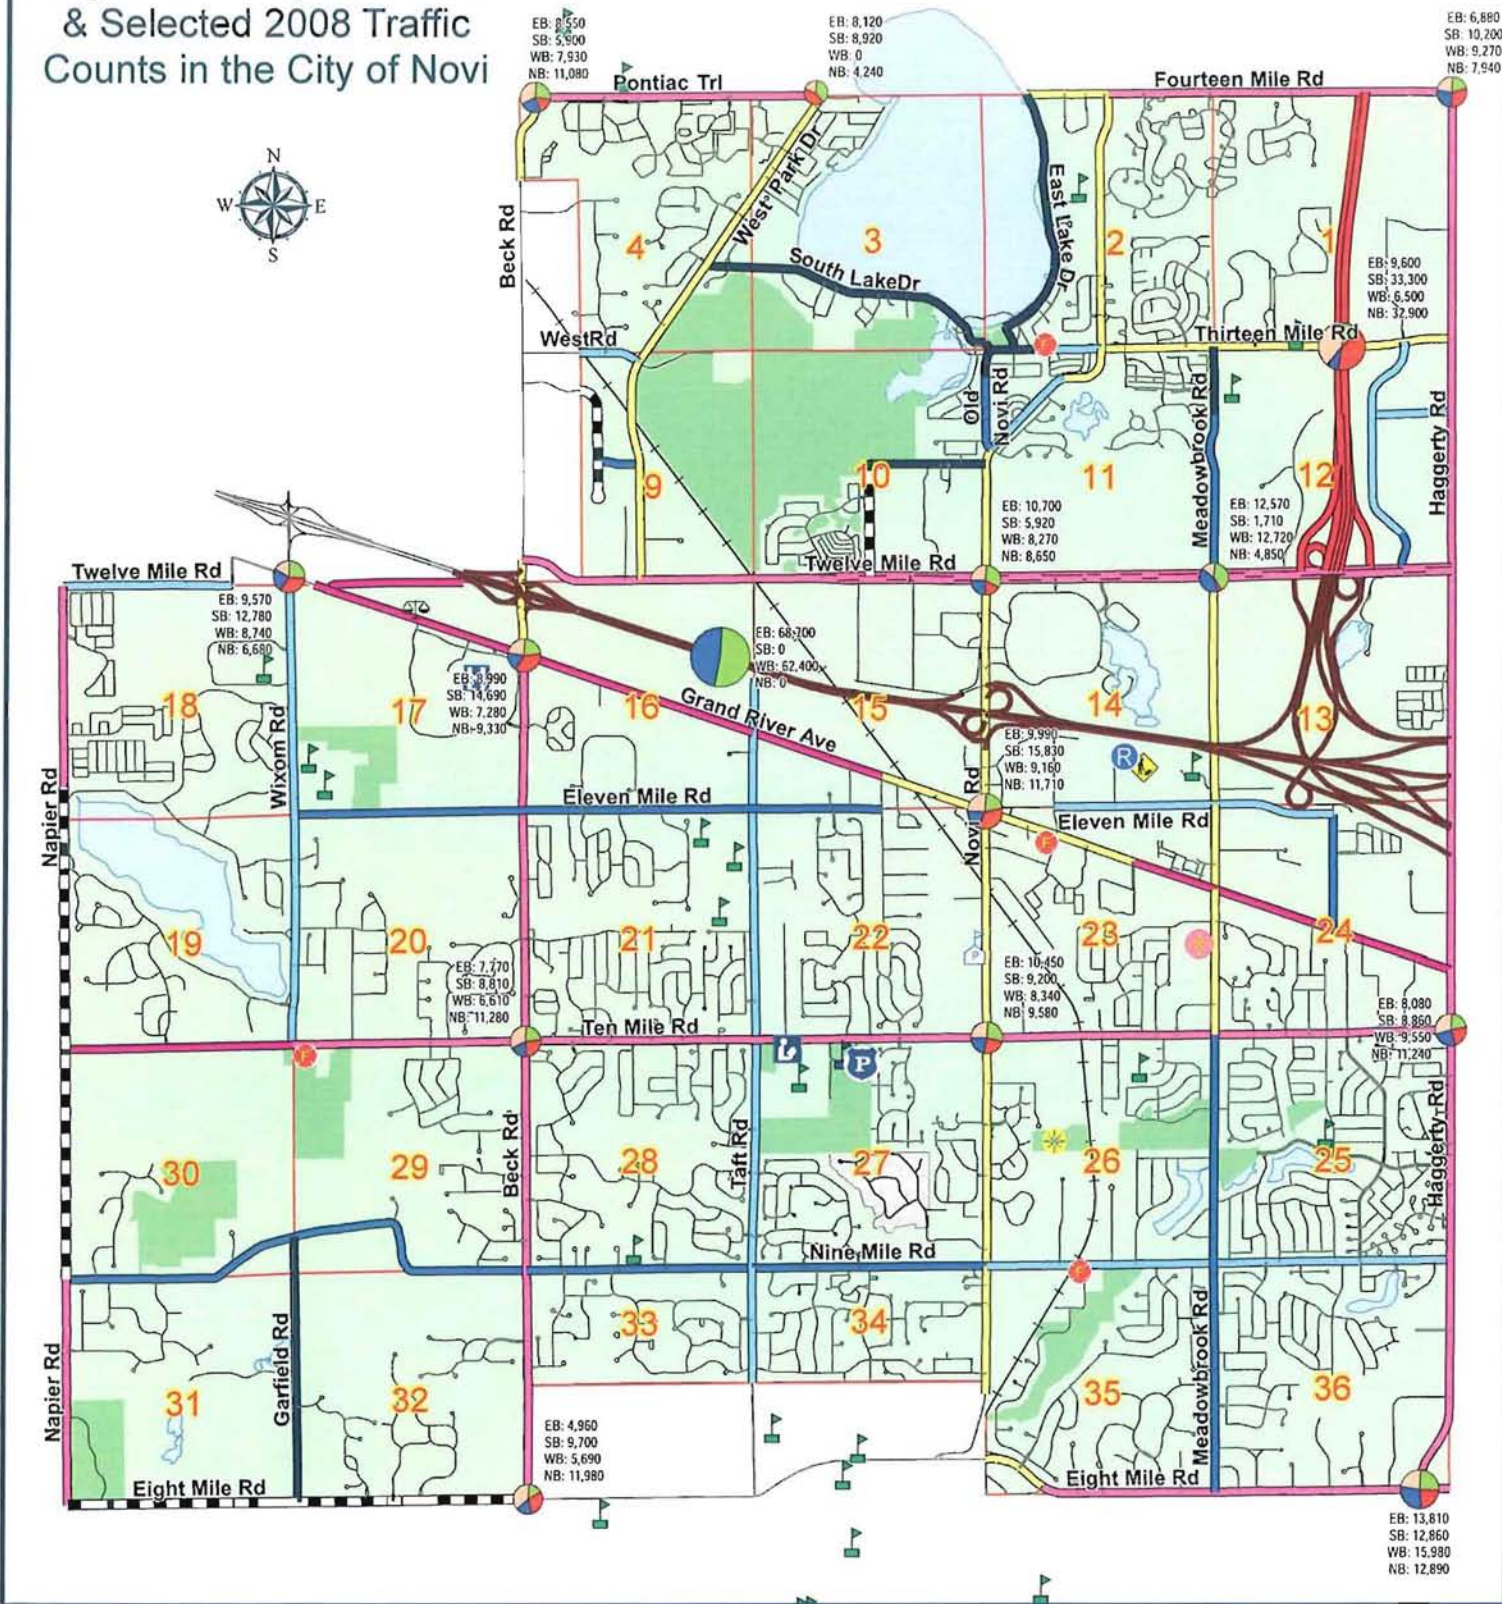 & Selected 2008 Traffic
Counts in the City of Novi
EB: 8,550
SB: 5,900
WB: 7,930
NB: 11,080
EB: 8,120
SB: 8,920
WB: 0
NB: 4,240
EB: 6,880
SB: 10,200
WB: 9,270
NB: 7,940
Pontiac Trl
Fourteen Mile Rd
N
W E
S
Beck Rd
West Park Dr
East Lake Dr
4
3
2
1
South LakeDr
EB: 9,600
SB: 33,300
WB: 6,500
NB: 32,900
WestRd
Thirteen Mile Rd
F
Old
Novi Rd
Meadowbrook Rd
Haggerty Rd
9
10
11
12
EB: 10,700
SB: 5,920
WB: 8,270
NB: 8,650
EB: 12,570
SB: 1,710
WB: 12,720
NB: 4,850
Twelve Mile Rd
Twelve Mile Rd
EB: 9,570
SB: 12,780
WB: 8,740
NB: 6,680
EB: 68,700
SB: 0
WB: 62,400
NB: 0
EB: 8,990
SB: 14,690
WB: 7,280
NB: 9,330
18
17
16
15
14
13
Grand River Ave
EB: 9,990
SB: 15,830
WB: 9,160
NB: 11,710
R
Wixom Rd
Napier Rd
Eleven Mile Rd
Novi Rd
Eleven Mile Rd
F
19
20
21
22
23
24
P
EB: 7,770
SB: 8,810
WB: 6,610
NB: 11,280
EB: 10,450
SB: 9,200
WB: 8,340
NB: 9,580
EB: 8,080
SB: 8,860
WB: 9,550
NB: 11,240
Ten Mile Rd
F
P
Beck Rd
Taft Rd
Haggerty Rd
30
29
28
27
26
25
Nine Mile Rd
F
Napier Rd
Garfield Rd
Meadowbrook Rd
33
34
31
32
35
36
EB: 4,960
SB: 9,700
WB: 5,690
NB: 11,980
Eight Mile Rd
Eight Mile Rd
EB: 13,810
SB: 12,860
WB: 15,980
NB: 12,890